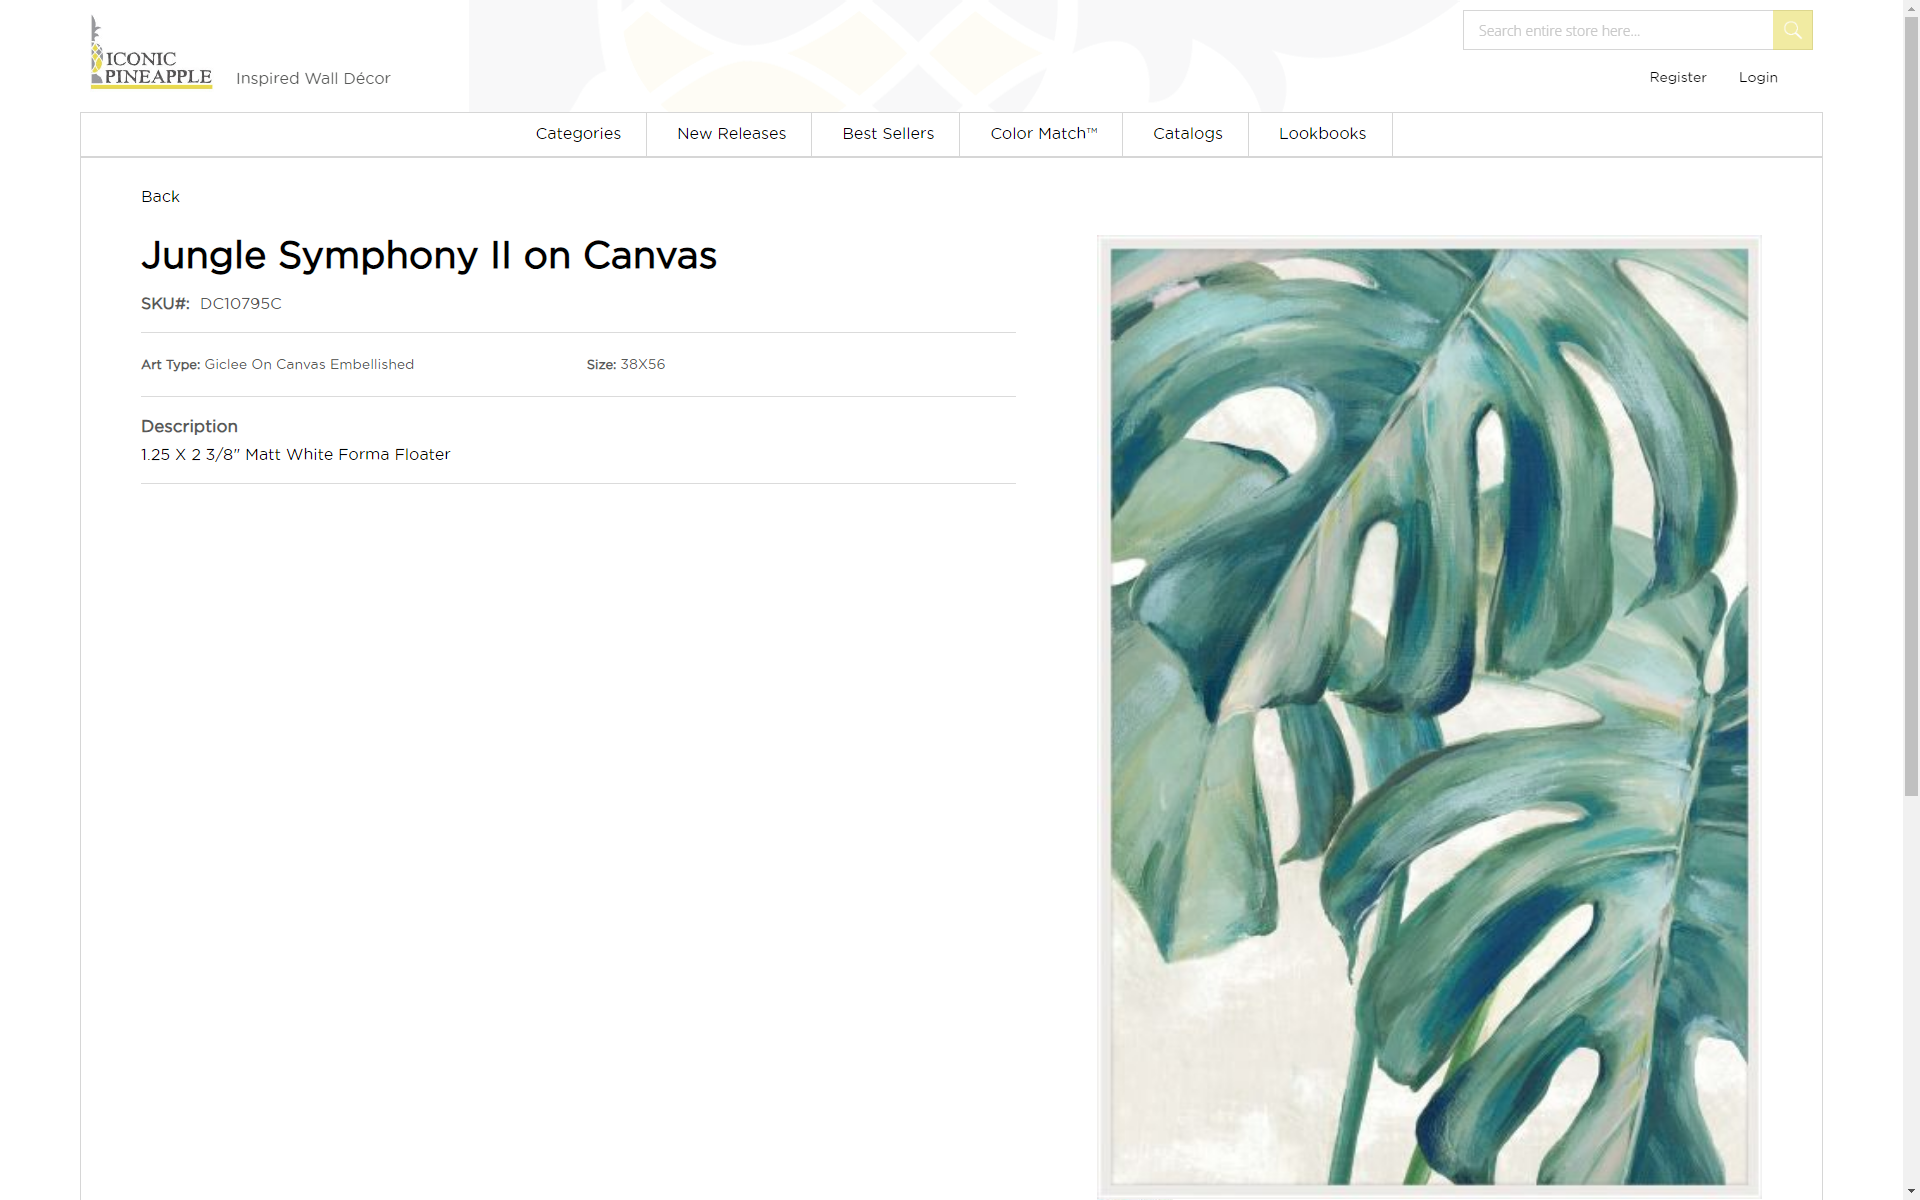 ICONIC
PINEAPPLE
Inspired Wall Décor
Search entire store here...
Register
Login
Categories
New Releases
Best Sellers
Color Match™
Catalogs
Lookbooks
Back
Jungle Symphony II on Canvas
SKU#: DC10795C
Art Type: Giclee On Canvas Embellished
Size: 38X56
Description
1.25 X 2 3/8" Matt White Forma Floater